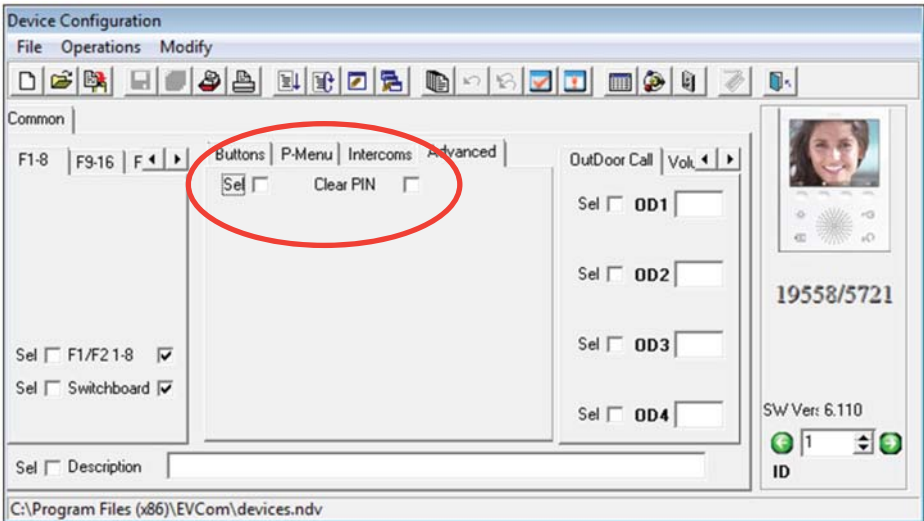 Device Configuration
File Operations Modify
Common
F1-8 F9-16 F
Buttons P-Menu Intercoms Advanced
Sel Clear PIN
OutDoor Call
Sel OD1
Sel OD2
Sel OD3
Sel OD4
Sel F1/F2 1-8
Sel Switchboard
Sel Description
19558/5721
SW Ver: 6.110
1
ID
C:\Program Files (x86)\EVCom\devices.ndv